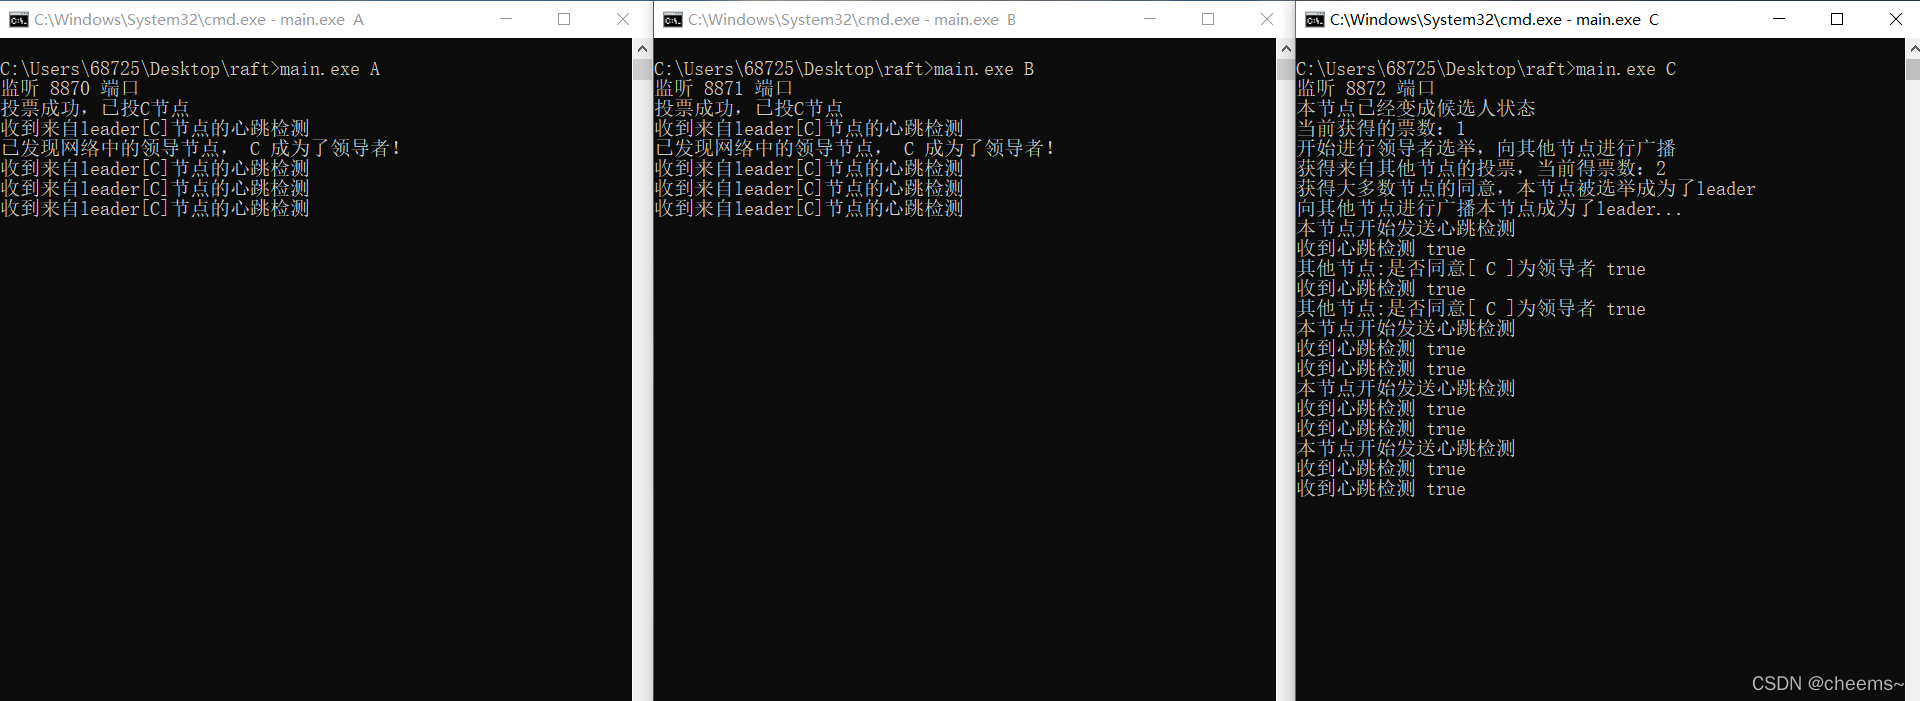 C:\Windows\System32\cmd.exe - main.exe  A
C:\Users\68725\Desktop\raft>main.exe A
监听 8870 端口
投票成功，已投C节点
收到来自leader[C]节点的心跳检测
已发现网络中的领导节点， C 成为了领导者！
收到来自leader[C]节点的心跳检测
收到来自leader[C]节点的心跳检测
收到来自leader[C]节点的心跳检测
C:\Windows\System32\cmd.exe - main.exe  B
C:\Users\68725\Desktop\raft>main.exe B
监听 8871 端口
投票成功，已投C节点
收到来自leader[C]节点的心跳检测
已发现网络中的领导节点， C 成为了领导者！
收到来自leader[C]节点的心跳检测
收到来自leader[C]节点的心跳检测
收到来自leader[C]节点的心跳检测
C:\Windows\System32\cmd.exe - main.exe  C
C:\Users\68725\Desktop\raft>main.exe C
监听 8872 端口
本节点已经变成候选人状态
当前获得的票数：1
开始进行领导者选举，向其他节点进行广播
获得来自其他节点的投票，当前得票数：2
获得大多数节点的同意，本节点被选举成为了leader
向其他节点进行广播本节点成为了leader...
本节点开始发送心跳检测
收到心跳检测 true
其他节点:是否同意[ C ]为领导者 true
收到心跳检测 true
其他节点:是否同意[ C ]为领导者 true
本节点开始发送心跳检测
收到心跳检测 true
收到心跳检测 true
本节点开始发送心跳检测
收到心跳检测 true
收到心跳检测 true
本节点开始发送心跳检测
收到心跳检测 true
收到心跳检测 true
CSDN @cheems~